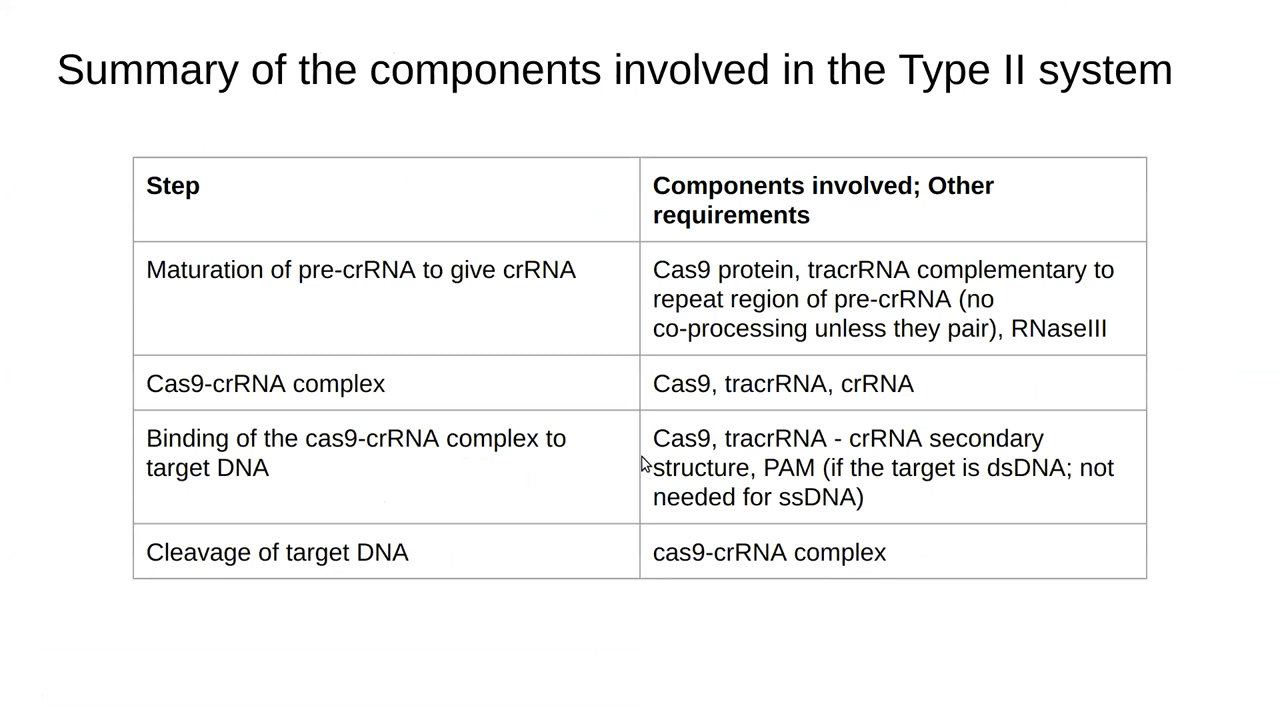 Summary of the components involved in the Type II system
Step
Components involved; Other
requirements
Maturation of pre-crRNA to give crRNA
Cas9 protein, tracrRNA complementary to
repeat region of pre-crRNA (no
co-processing unless they pair), RNaseIII
Cas9-crRNA complex
Cas9, tracrRNA, crRNA
Binding of the cas9-crRNA complex to
target DNA
Cas9, tracrRNA - crRNA secondary
structure, PAM (if the target is dsDNA; not
needed for ssDNA)
Cleavage of target DNA
cas9-crRNA complex